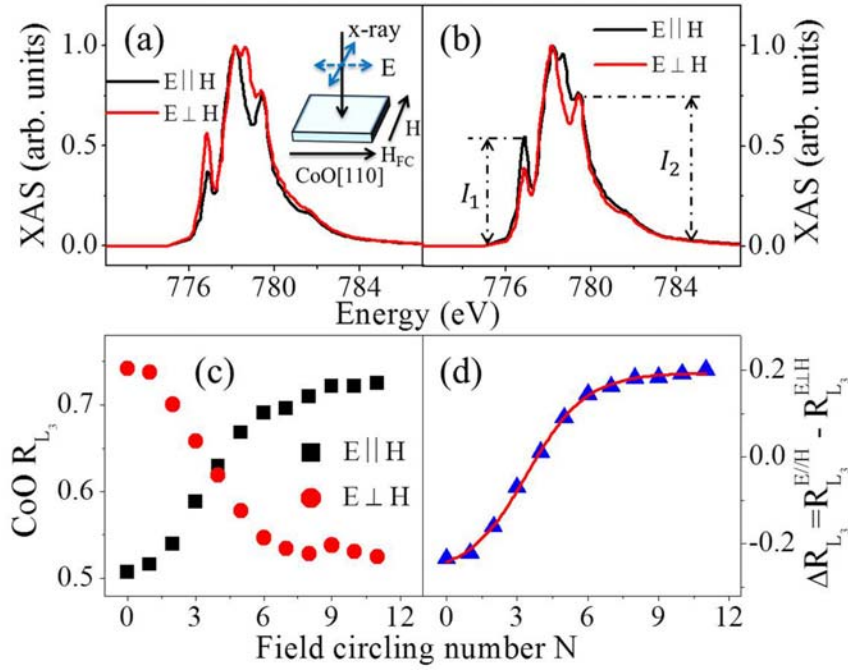 (a)
x-ray
E
E || H
E ⊥ H
H
H_FC
CoO[110]
XAS (arb. units)
1.0
0.5
0.0
776 780 784
(b)
E || H
E ⊥ H
I₁
I₂
1.0
0.5
0.0
XAS (arb. units)
776 780 784
Energy (eV)
(c)
CoO R_L₃
0.7
0.6
0.5
E || H
E ⊥ H
0 3 6 9 12
(d)
0.2
0.0
-0.2
ΔR_L₃=R_L₃^E//H - R_L₃^E⊥H
0 3 6 9 12
Field circling number N